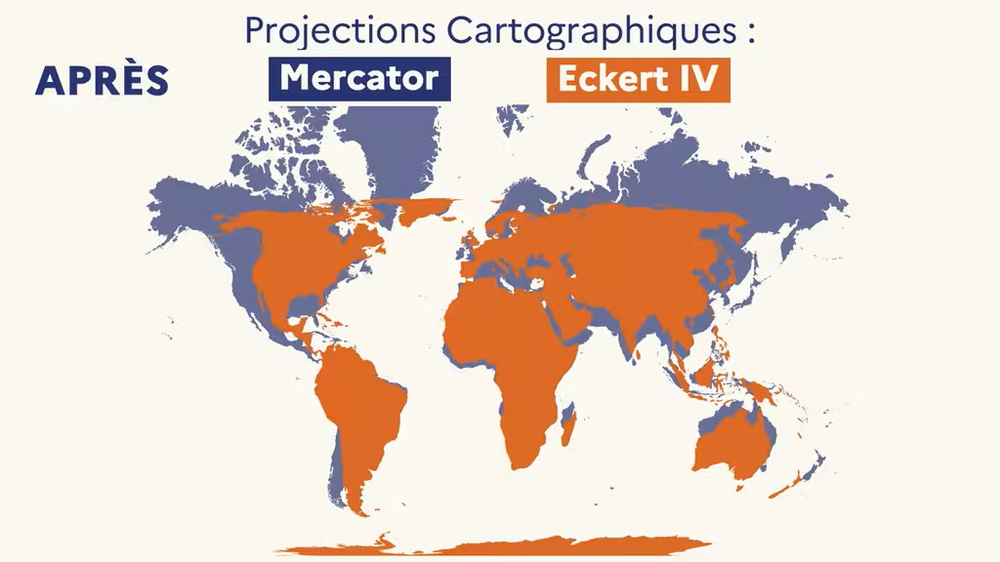 Projections Cartographiques :
APRÈS
Mercator
Eckert IV